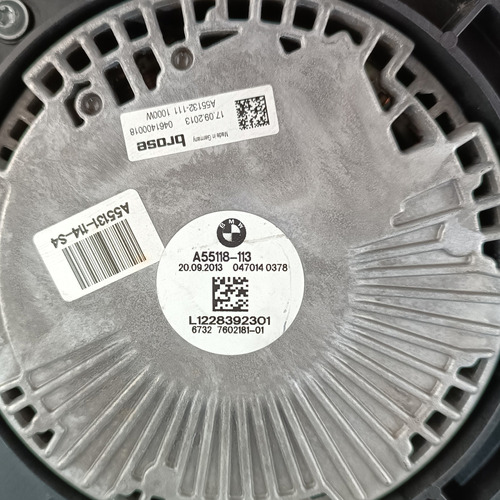 A55132-111 1000W
17.09.2013 0461400018
Made in Germany
brose
A55131-114-S4
BMW
A55118-113
20.09.2013 047014 0378
L1228392301
6732 7602181-01